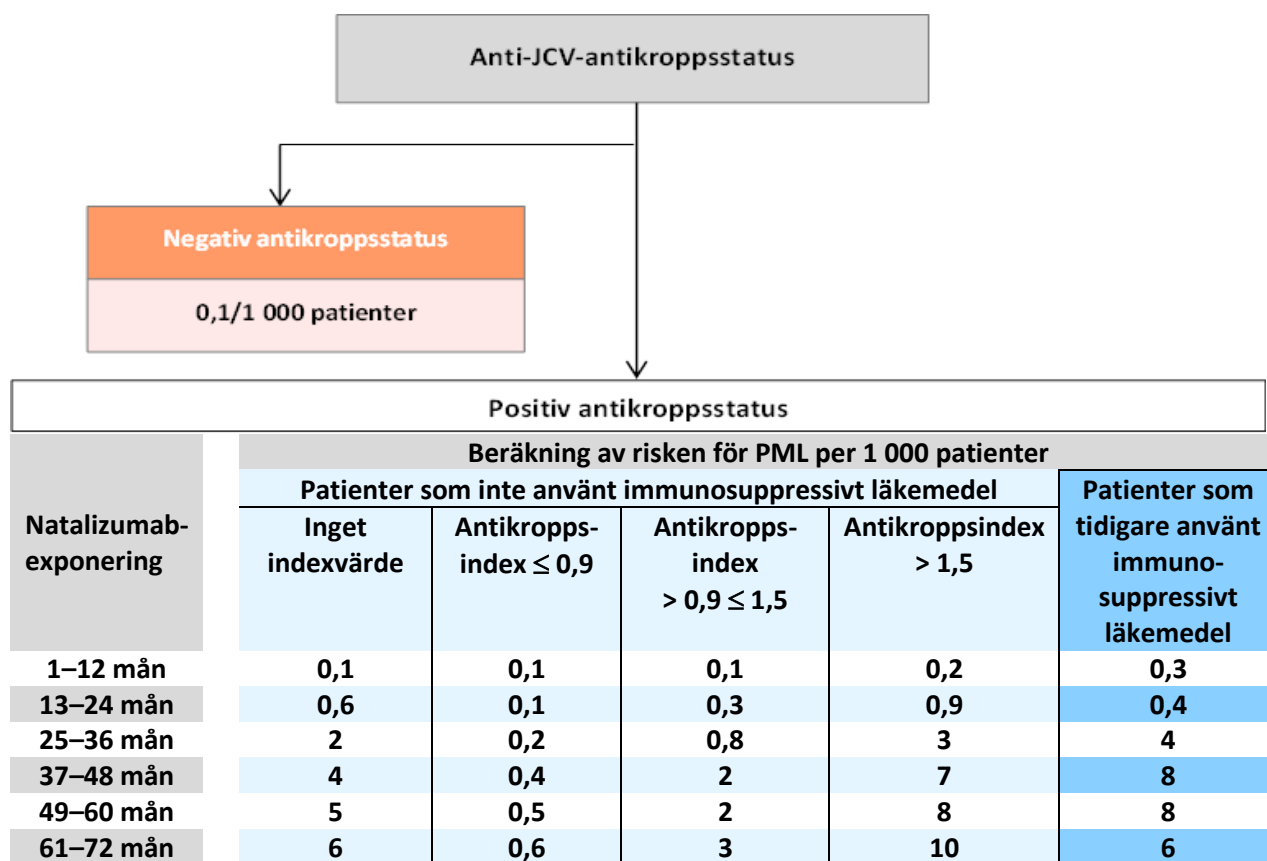 Anti-JCV-antikroppsstatus
Negativ antikroppsstatus
0,1/1 000 patienter
Positiv antikroppsstatus
Natalizumab-
exponering
Beräkning av risken för PML per 1 000 patienter
Patienter som inte använt immunosuppressivt läkemedel
Patienter som
tidigare använt
immuno-
suppressivt
läkemedel
Inget
indexvärde
Antikropps-
index ≤ 0,9
Antikropps-
index
> 0,9 ≤ 1,5
Antikroppsindex
> 1,5
1–12 mån 0,1 0,1 0,1 0,2 0,3
13–24 mån 0,6 0,1 0,3 0,9 0,4
25–36 mån 2 0,2 0,8 3 4
37–48 mån 4 0,4 2 7 8
49–60 mån 5 0,5 2 8 8
61–72 mån 6 0,6 3 10 6